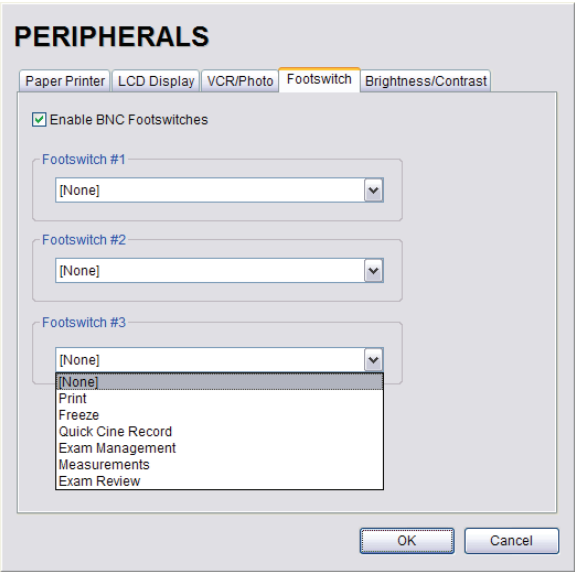 PERIPHERALS
Paper Printer LCD Display VCR/Photo Footswitch Brightness/Contrast
Enable BNC Footswitches
Footswitch #1
[None]
Footswitch #2
[None]
Footswitch #3
[None]
[None]
Print
Freeze
Quick Cine Record
Exam Management
Measurements
Exam Review
OK Cancel